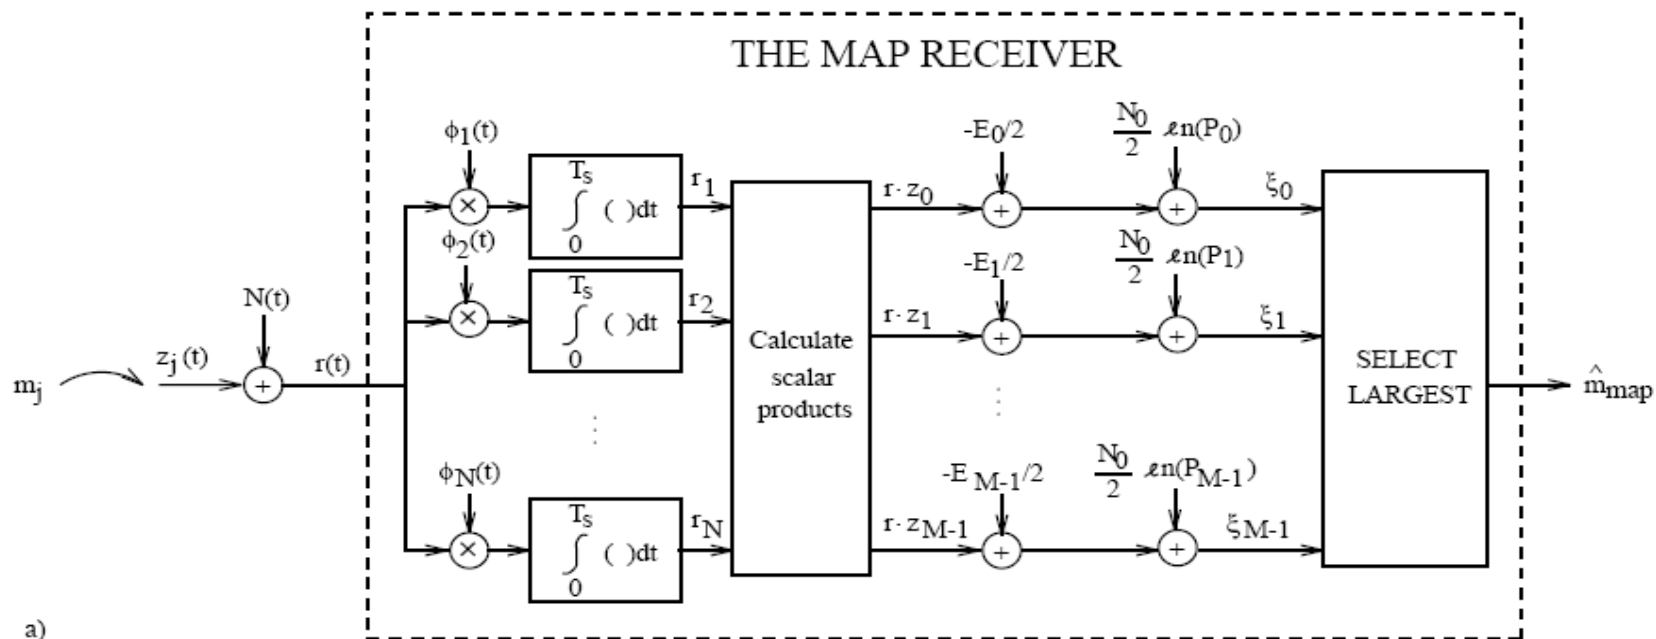 THE MAP RECEIVER
ϕ1(t)
Ts
∫ ( )dt
0
r1
-E0/2
N0/2 ℓn(P0)
r · z0
ξ0
ϕ2(t)
Ts
∫ ( )dt
0
r2
-E1/2
N0/2 ℓn(P1)
r · z1
ξ1
N(t)
mj
zj(t)
r(t)
Calculate
scalar
products
SELECT
LARGEST
m̂map
ϕN(t)
Ts
∫ ( )dt
0
rN
-E M-1/2
N0/2 ℓn(PM-1)
r · zM-1
ξM-1
× × ×
+ + + + + + +
a)